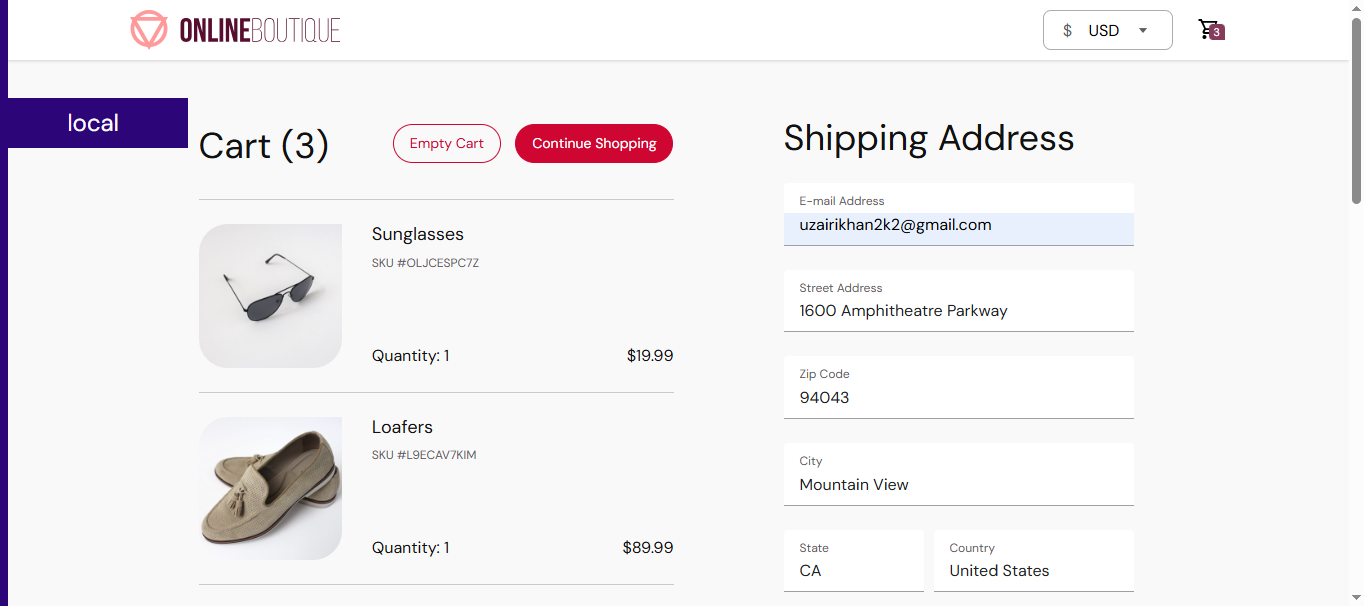 ONLINEBOUTIQUE
$ USD
3
local
Cart (3)
Empty Cart
Continue Shopping
Sunglasses
SKU #OLJCESPC7Z
Quantity: 1
$19.99
Loafers
SKU #L9ECAV7KIM
Quantity: 1
$89.99
Shipping Address
E-mail Address
uzairikhan2k2@gmail.com
Street Address
1600 Amphitheatre Parkway
Zip Code
94043
City
Mountain View
State
CA
Country
United States